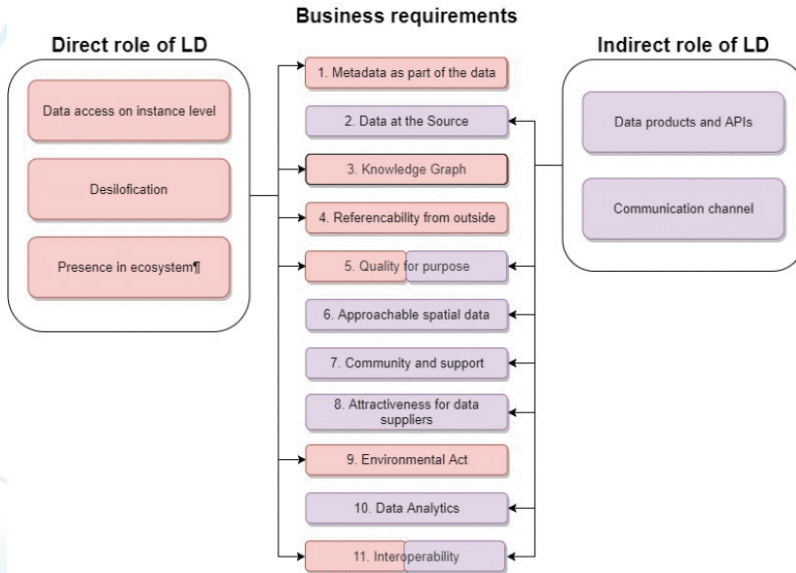 Business requirements
Direct role of LD
Indirect role of LD
Data access on instance level
Desilofication
Presence in ecosystem¶
1. Metadata as part of the data
2. Data at the Source
3. Knowledge Graph
4. Referencability from outside
5. Quality for purpose
6. Approachable spatial data
7. Community and support
8. Attractiveness for data
suppliers
9. Environmental Act
10. Data Analytics
11. Interoperability
Data products and APIs
Communication channel